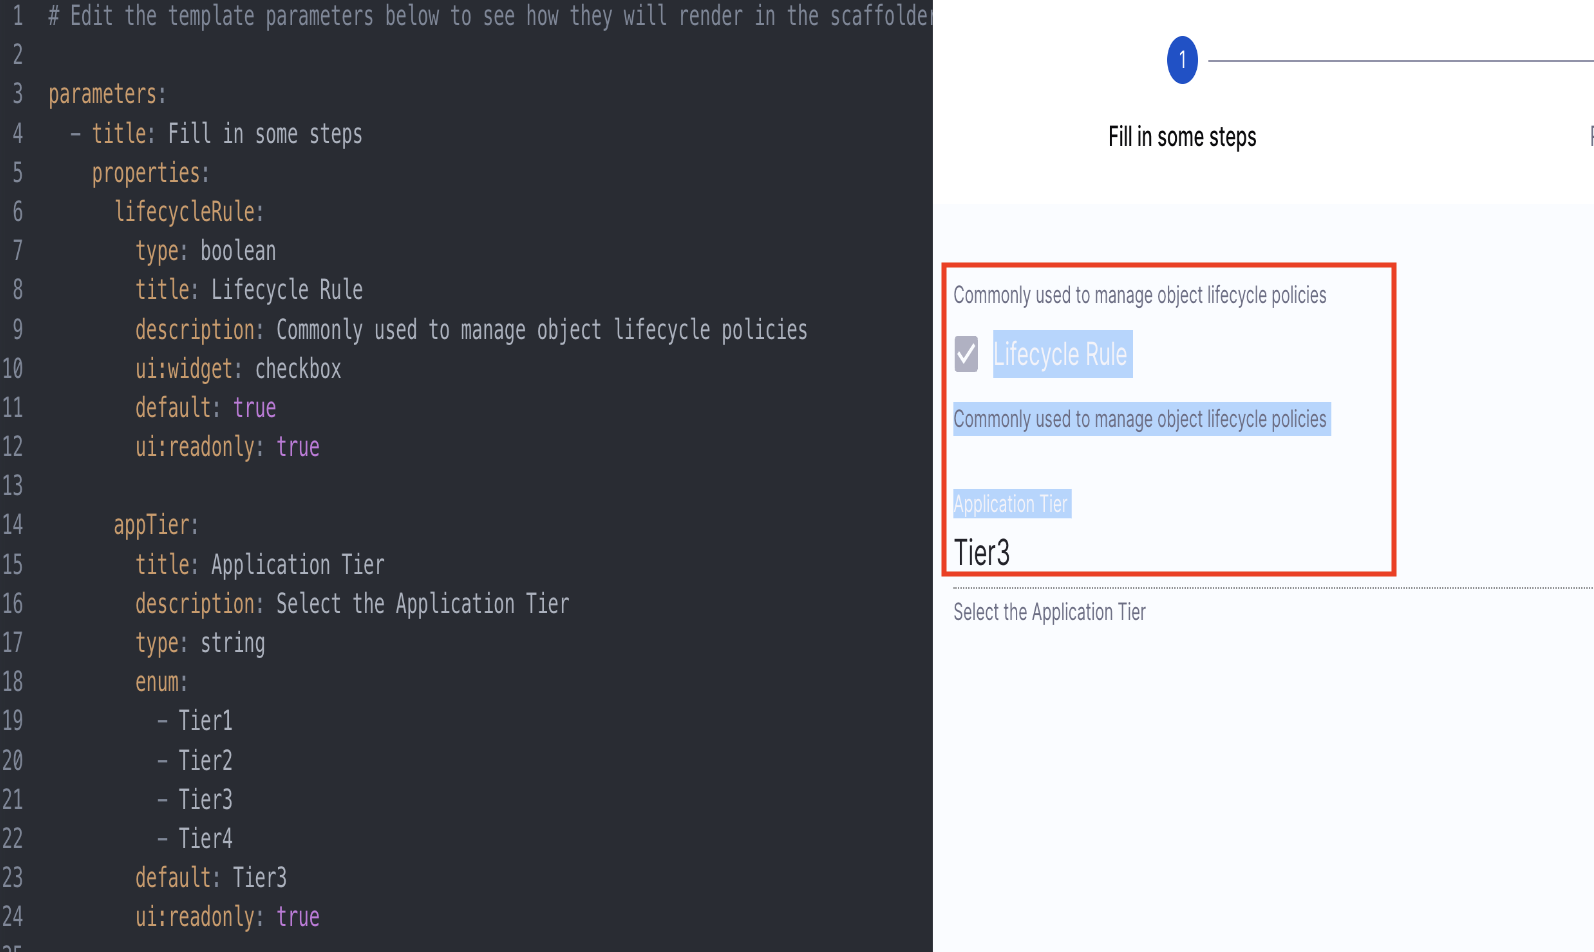 1 # Edit the template parameters below to see how they will render in the scaffolder
2
3 parameters:
4 - title: Fill in some steps
5 properties:
6 lifecycleRule:
7 type: boolean
8 title: Lifecycle Rule
9 description: Commonly used to manage object lifecycle policies
10 ui:widget: checkbox
11 default: true
12 ui:readonly: true
13
14 appTier:
15 title: Application Tier
16 description: Select the Application Tier
17 type: string
18 enum:
19 - Tier1
20 - Tier2
21 - Tier3
22 - Tier4
23 default: Tier3
24 ui:readonly: true
1
Fill in some steps
Commonly used to manage object lifecycle policies
Lifecycle Rule
Commonly used to manage object lifecycle policies
Application Tier
Tier3
Select the Application Tier